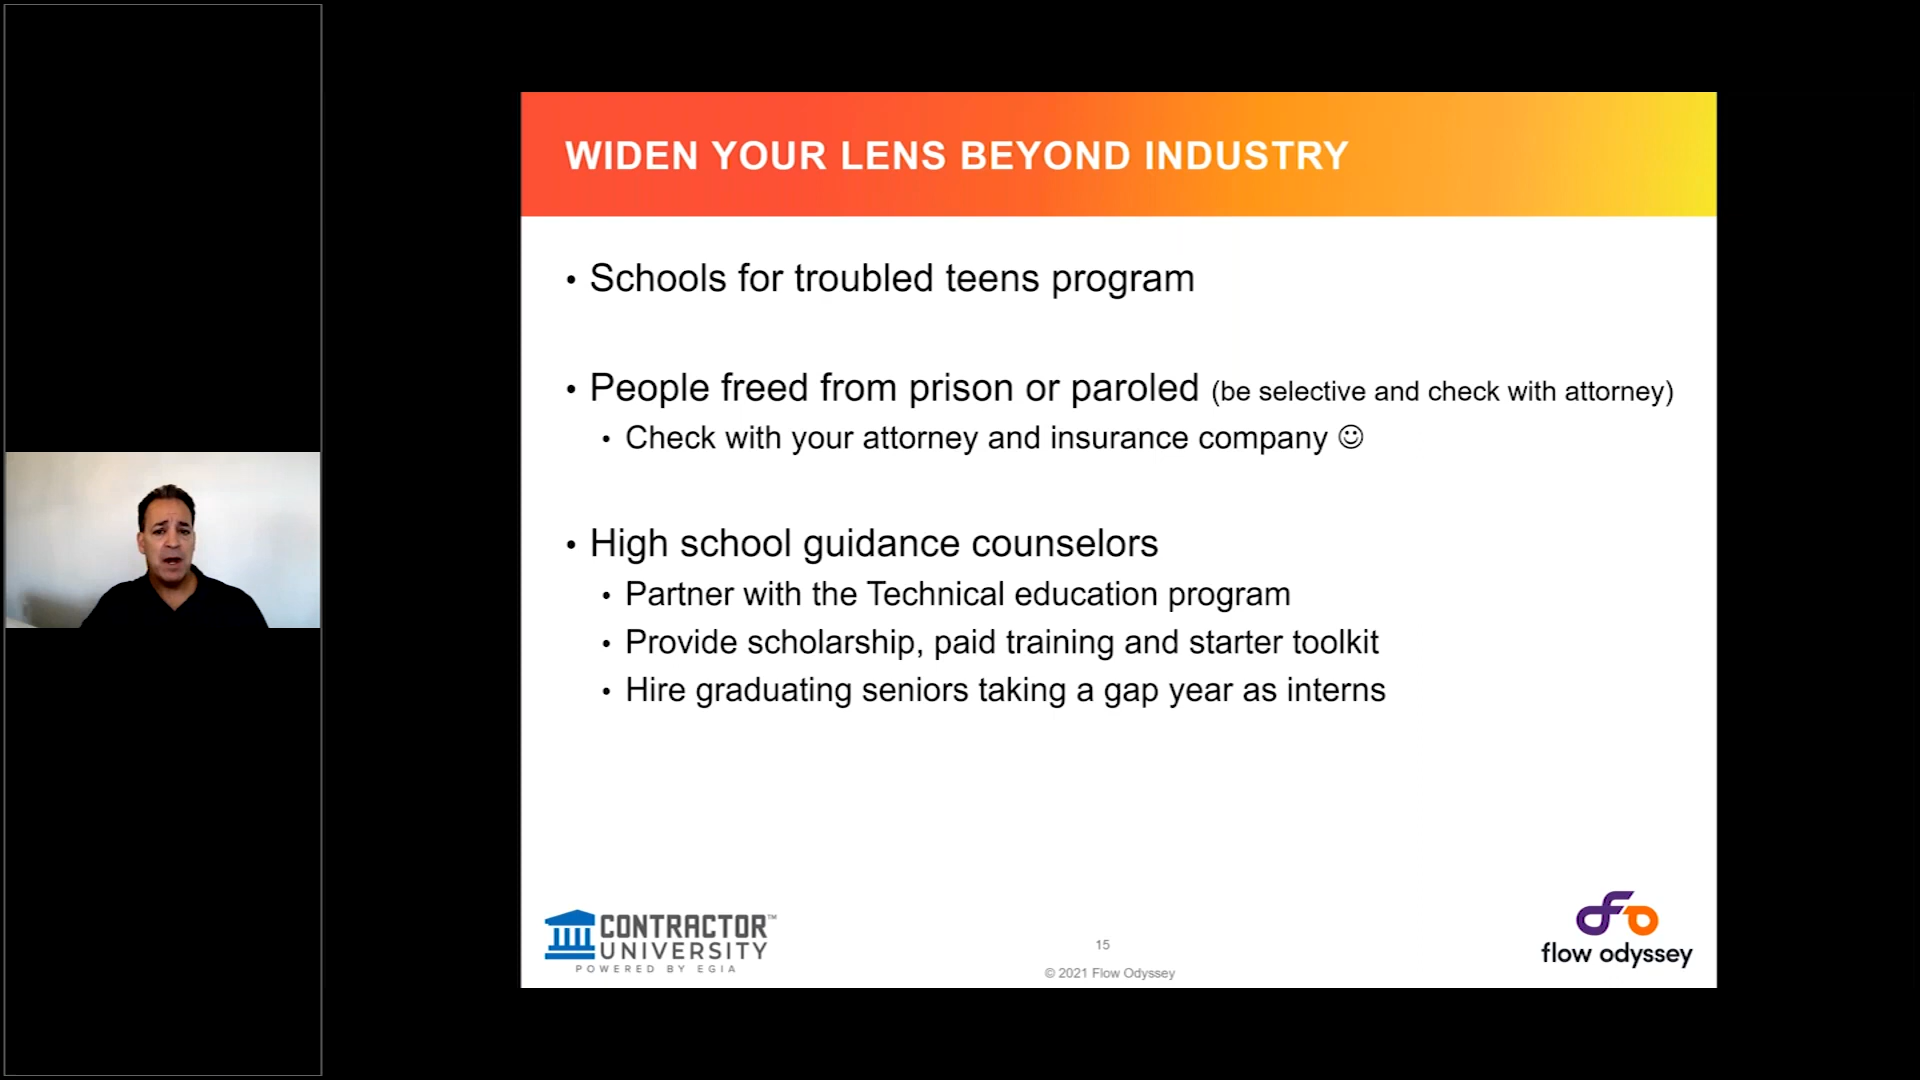 WIDEN YOUR LENS BEYOND INDUSTRY
• Schools for troubled teens program
• People freed from prison or paroled (be selective and check with attorney)
• Check with your attorney and insurance company ☺
• High school guidance counselors
• Partner with the Technical education program
• Provide scholarship, paid training and starter toolkit
• Hire graduating seniors taking a gap year as interns
CONTRACTOR™
UNIVERSITY
POWERED BY EGIA
15
© 2021 Flow Odyssey
flow odyssey